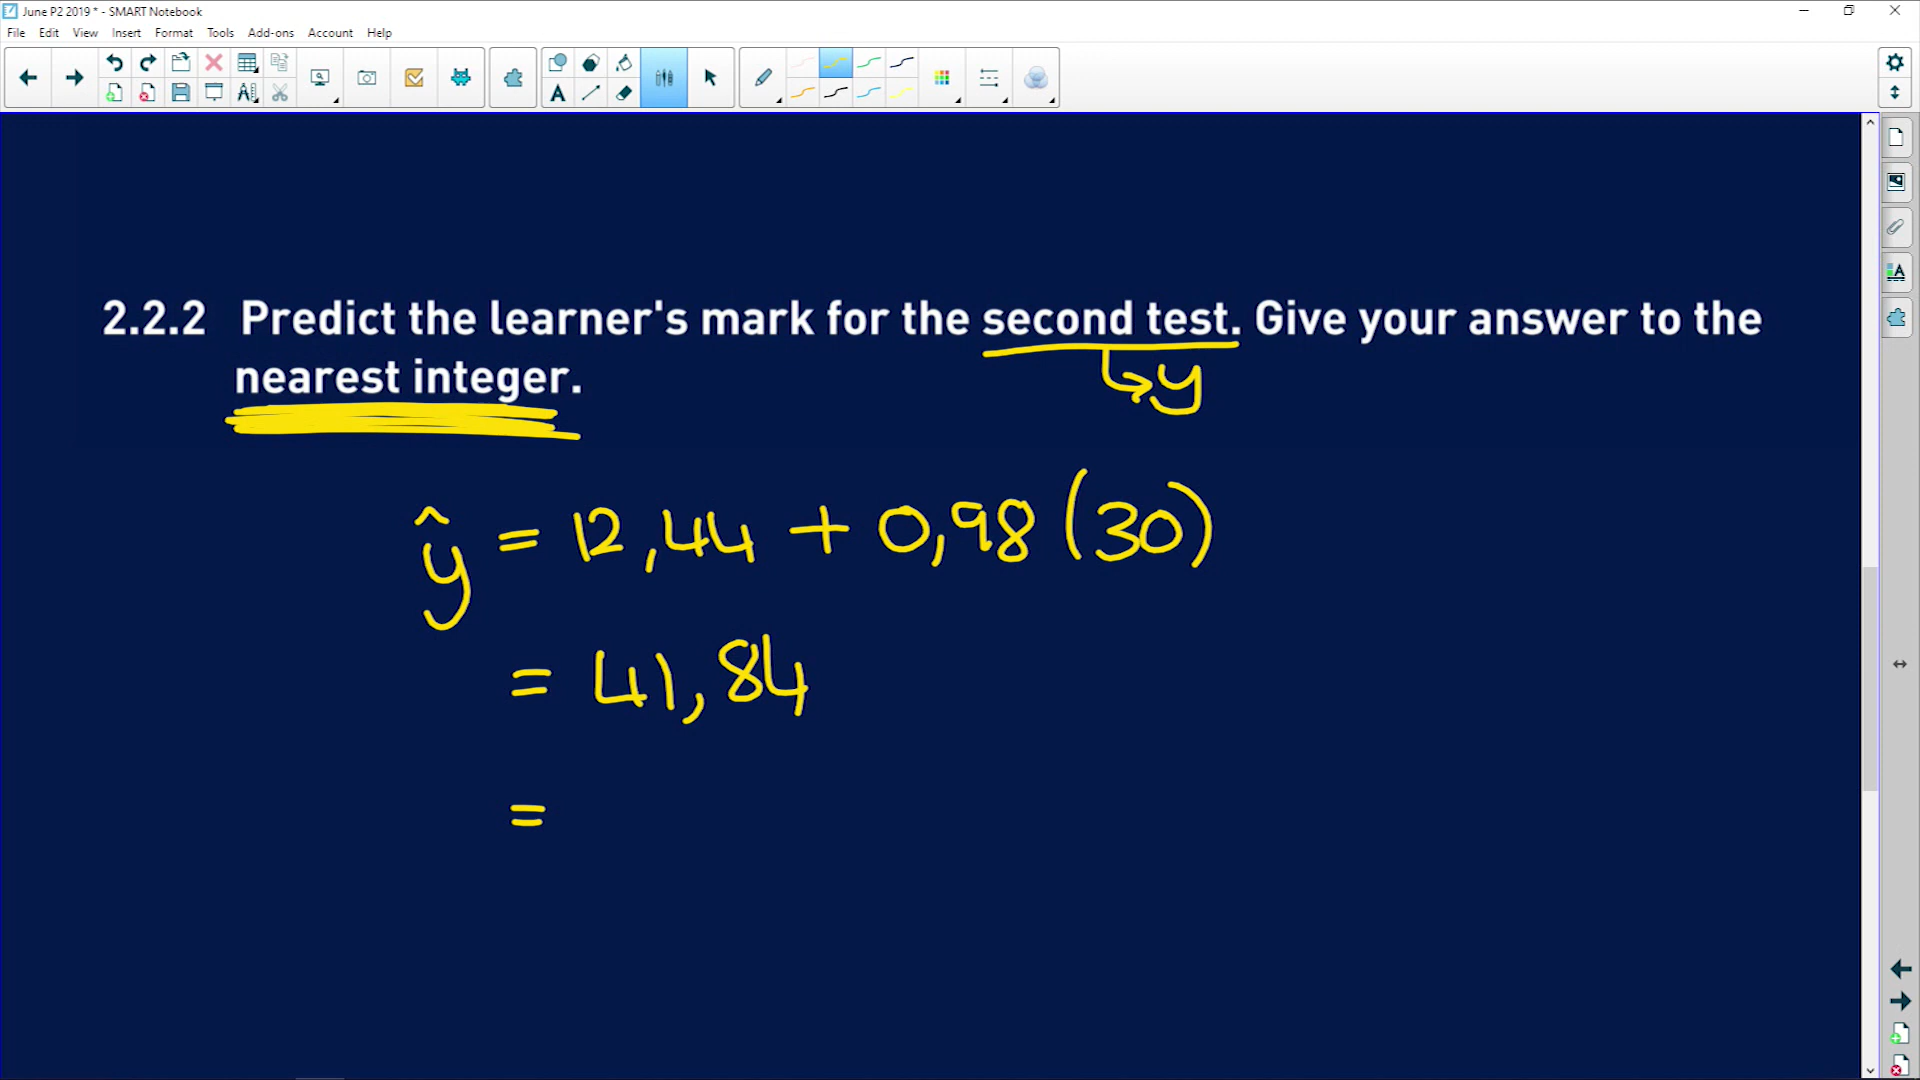 June P2 2019 * - SMART Notebook
File Edit View Insert Format Tools Add-ons Account Help
2.2.2 Predict the learner's mark for the second test. Give your answer to the
nearest integer.
y
ŷ = 12,44 + 0,98 (30)
= 41,84
=